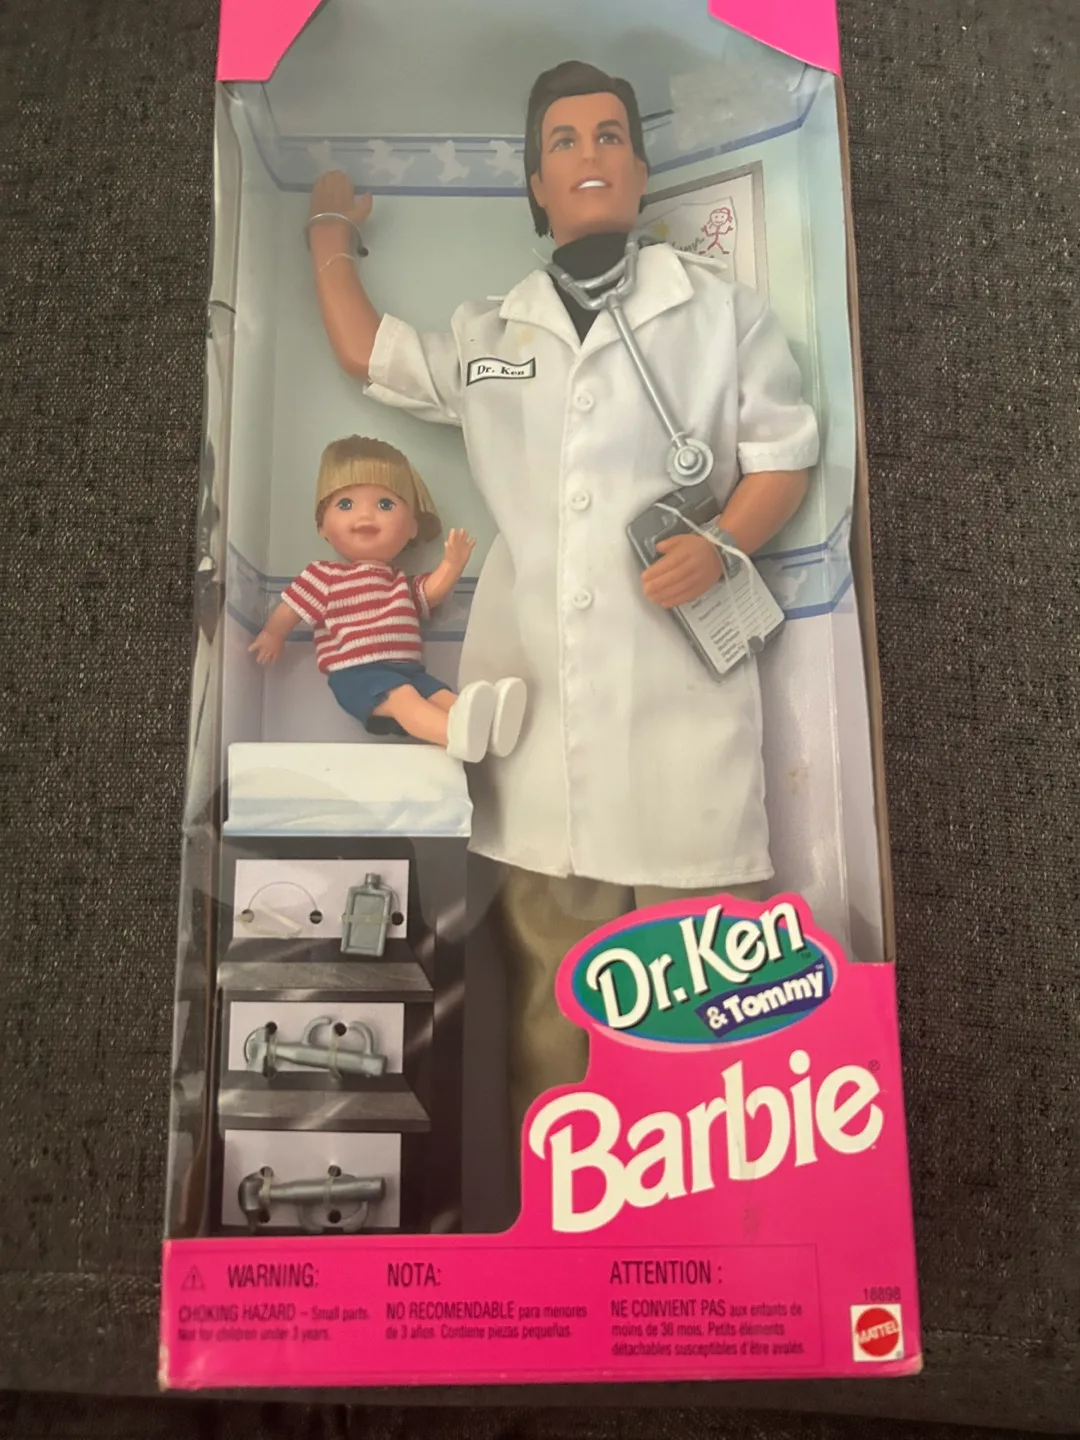 Dr. Ken
Dr. Ken™
& Tommy™
Barbie®
WARNING:
CHOKING HAZARD – Small parts.
Not for children under 3 years.
NOTA:
NO RECOMENDABLE para menores
de 3 años. Contiene piezas pequeñas.
ATTENTION :
NE CONVIENT PAS aux enfants de
moins de 36 mois. Petits éléments
détachables susceptibles d'être avalés.
18898
MATTEL